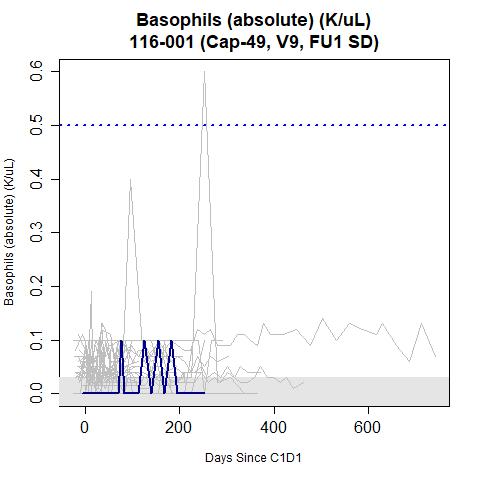 Basophils (absolute) (K/uL)
116-001 (Cap-49, V9, FU1 SD)
Basophils (absolute) (K/uL)
0.6
0.5
0.4
0.3
0.2
0.1
0.0
0 200 400 600
Days Since C1D1